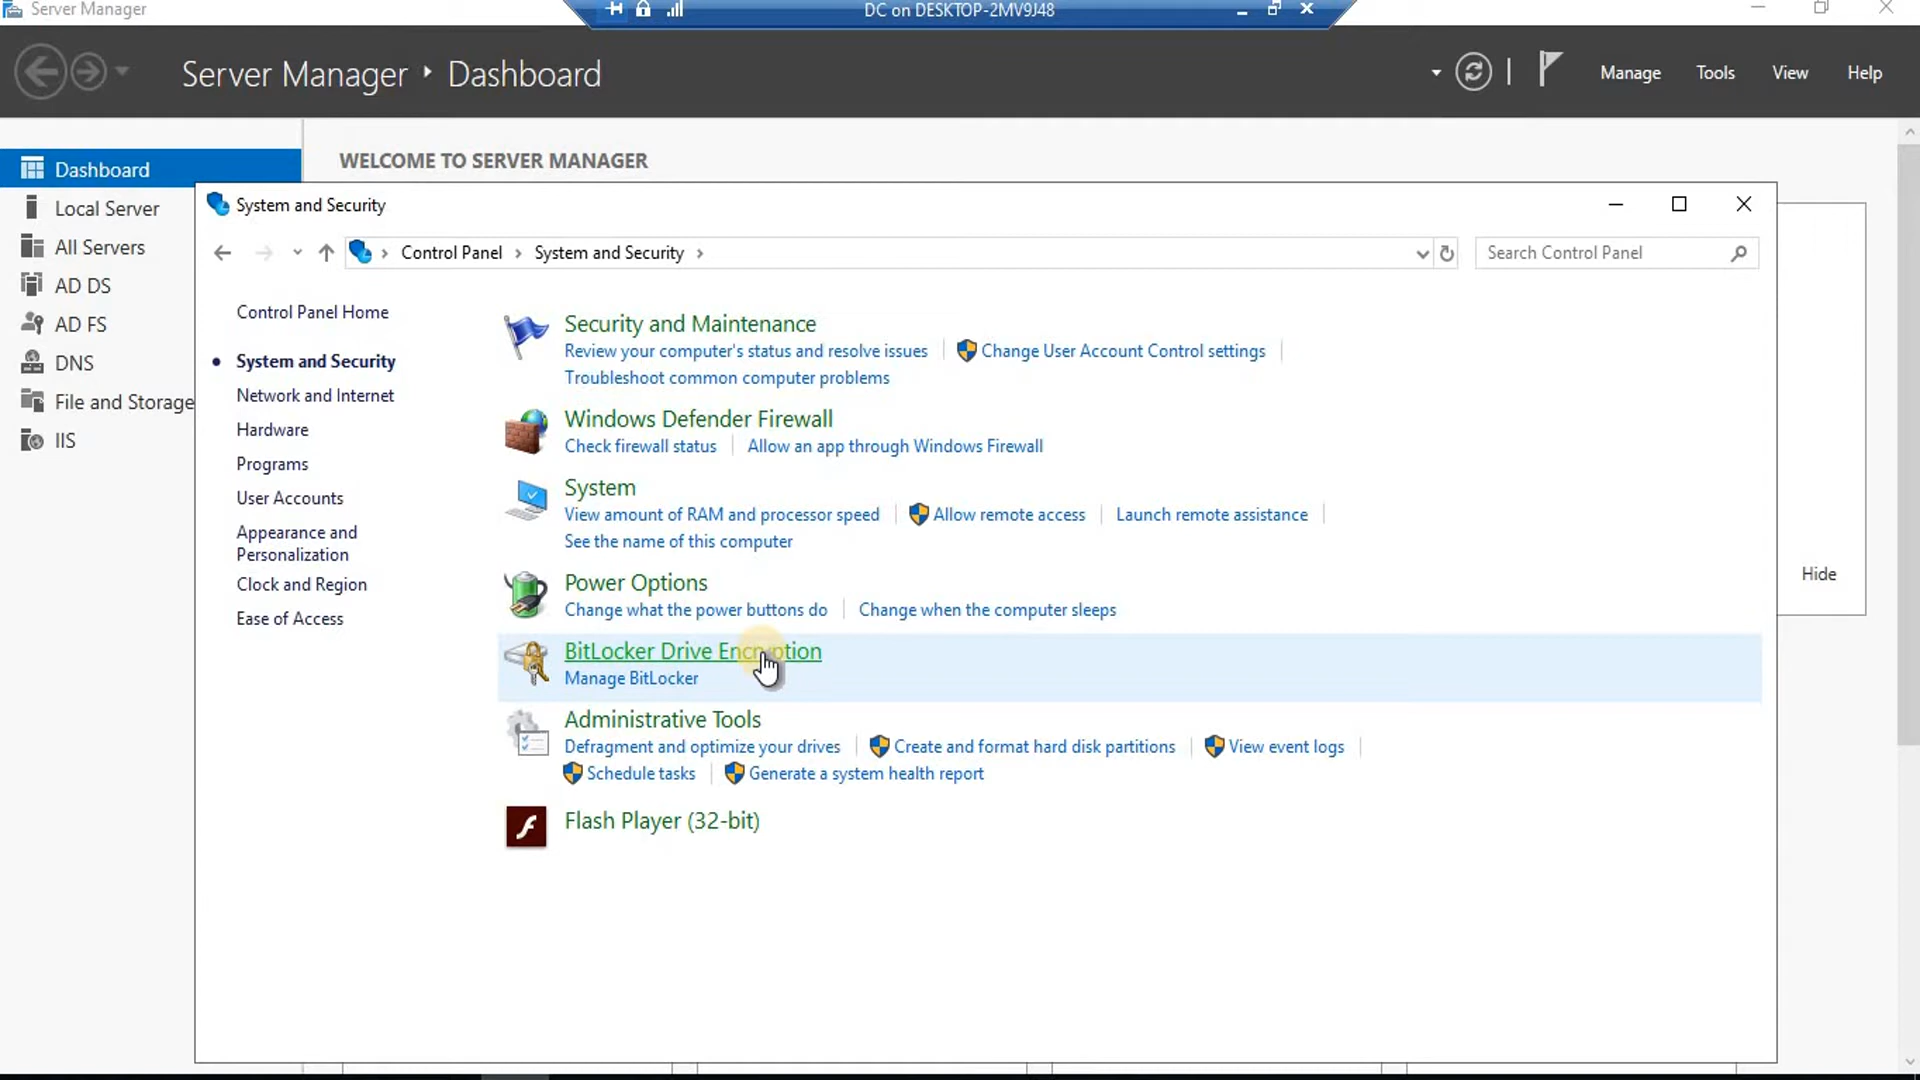 Server Manager
DC on DESKTOP-2MV9J48
Server Manager Dashboard
Manage Tools View Help
Dashboard
Local Server
All Servers
AD DS
AD FS
DNS
File and Storage
IIS
WELCOME TO SERVER MANAGER
Hide
System and Security
Control Panel System and Security
Search Control Panel
Control Panel Home
System and Security
Network and Internet
Hardware
Programs
User Accounts
Appearance and
Personalization
Clock and Region
Ease of Access
Security and Maintenance
Review your computer's status and resolve issues Change User Account Control settings
Troubleshoot common computer problems
Windows Defender Firewall
Check firewall status Allow an app through Windows Firewall
System
View amount of RAM and processor speed Allow remote access Launch remote assistance
See the name of this computer
Power Options
Change what the power buttons do Change when the computer sleeps
BitLocker Drive Encryption
Manage BitLocker
Administrative Tools
Defragment and optimize your drives Create and format hard disk partitions View event logs
Schedule tasks Generate a system health report
Flash Player (32-bit)